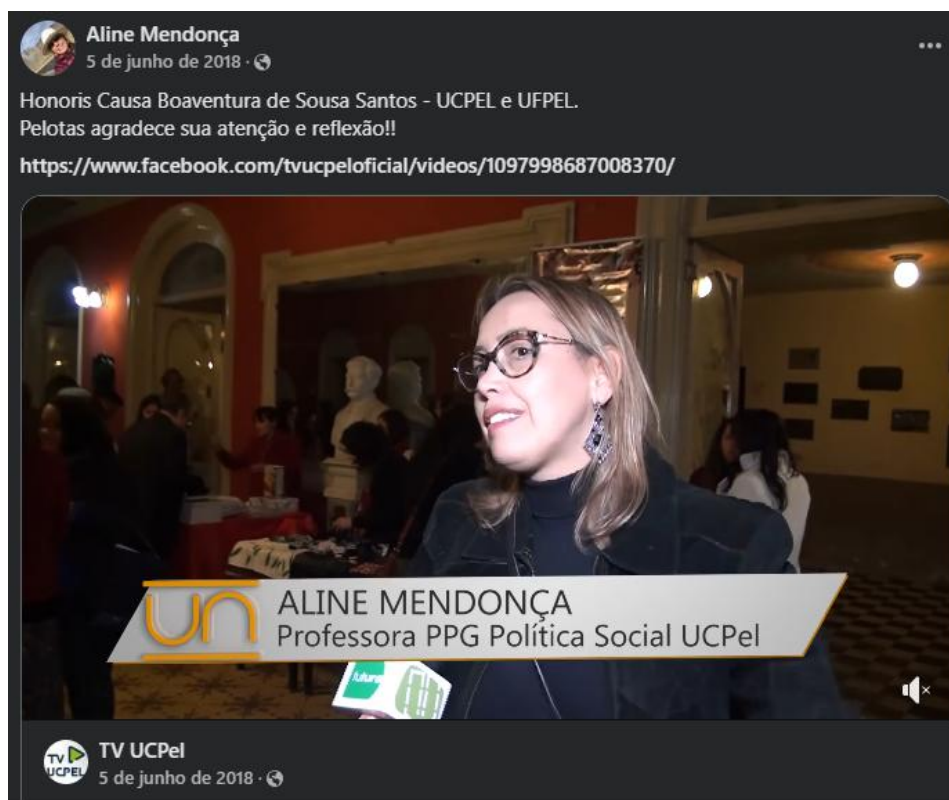 Aline Mendonça
5 de junho de 2018 ·
Honoris Causa Boaventura de Sousa Santos - UCPEL e UFPEL.
Pelotas agradece sua atenção e reflexão!!
https://www.facebook.com/tvucpeloficial/videos/1097998687008370/
un
ALINE MENDONÇA
Professora PPG Política Social UCPel
futura
TV
UCPEL
TV UCPel
5 de junho de 2018 ·